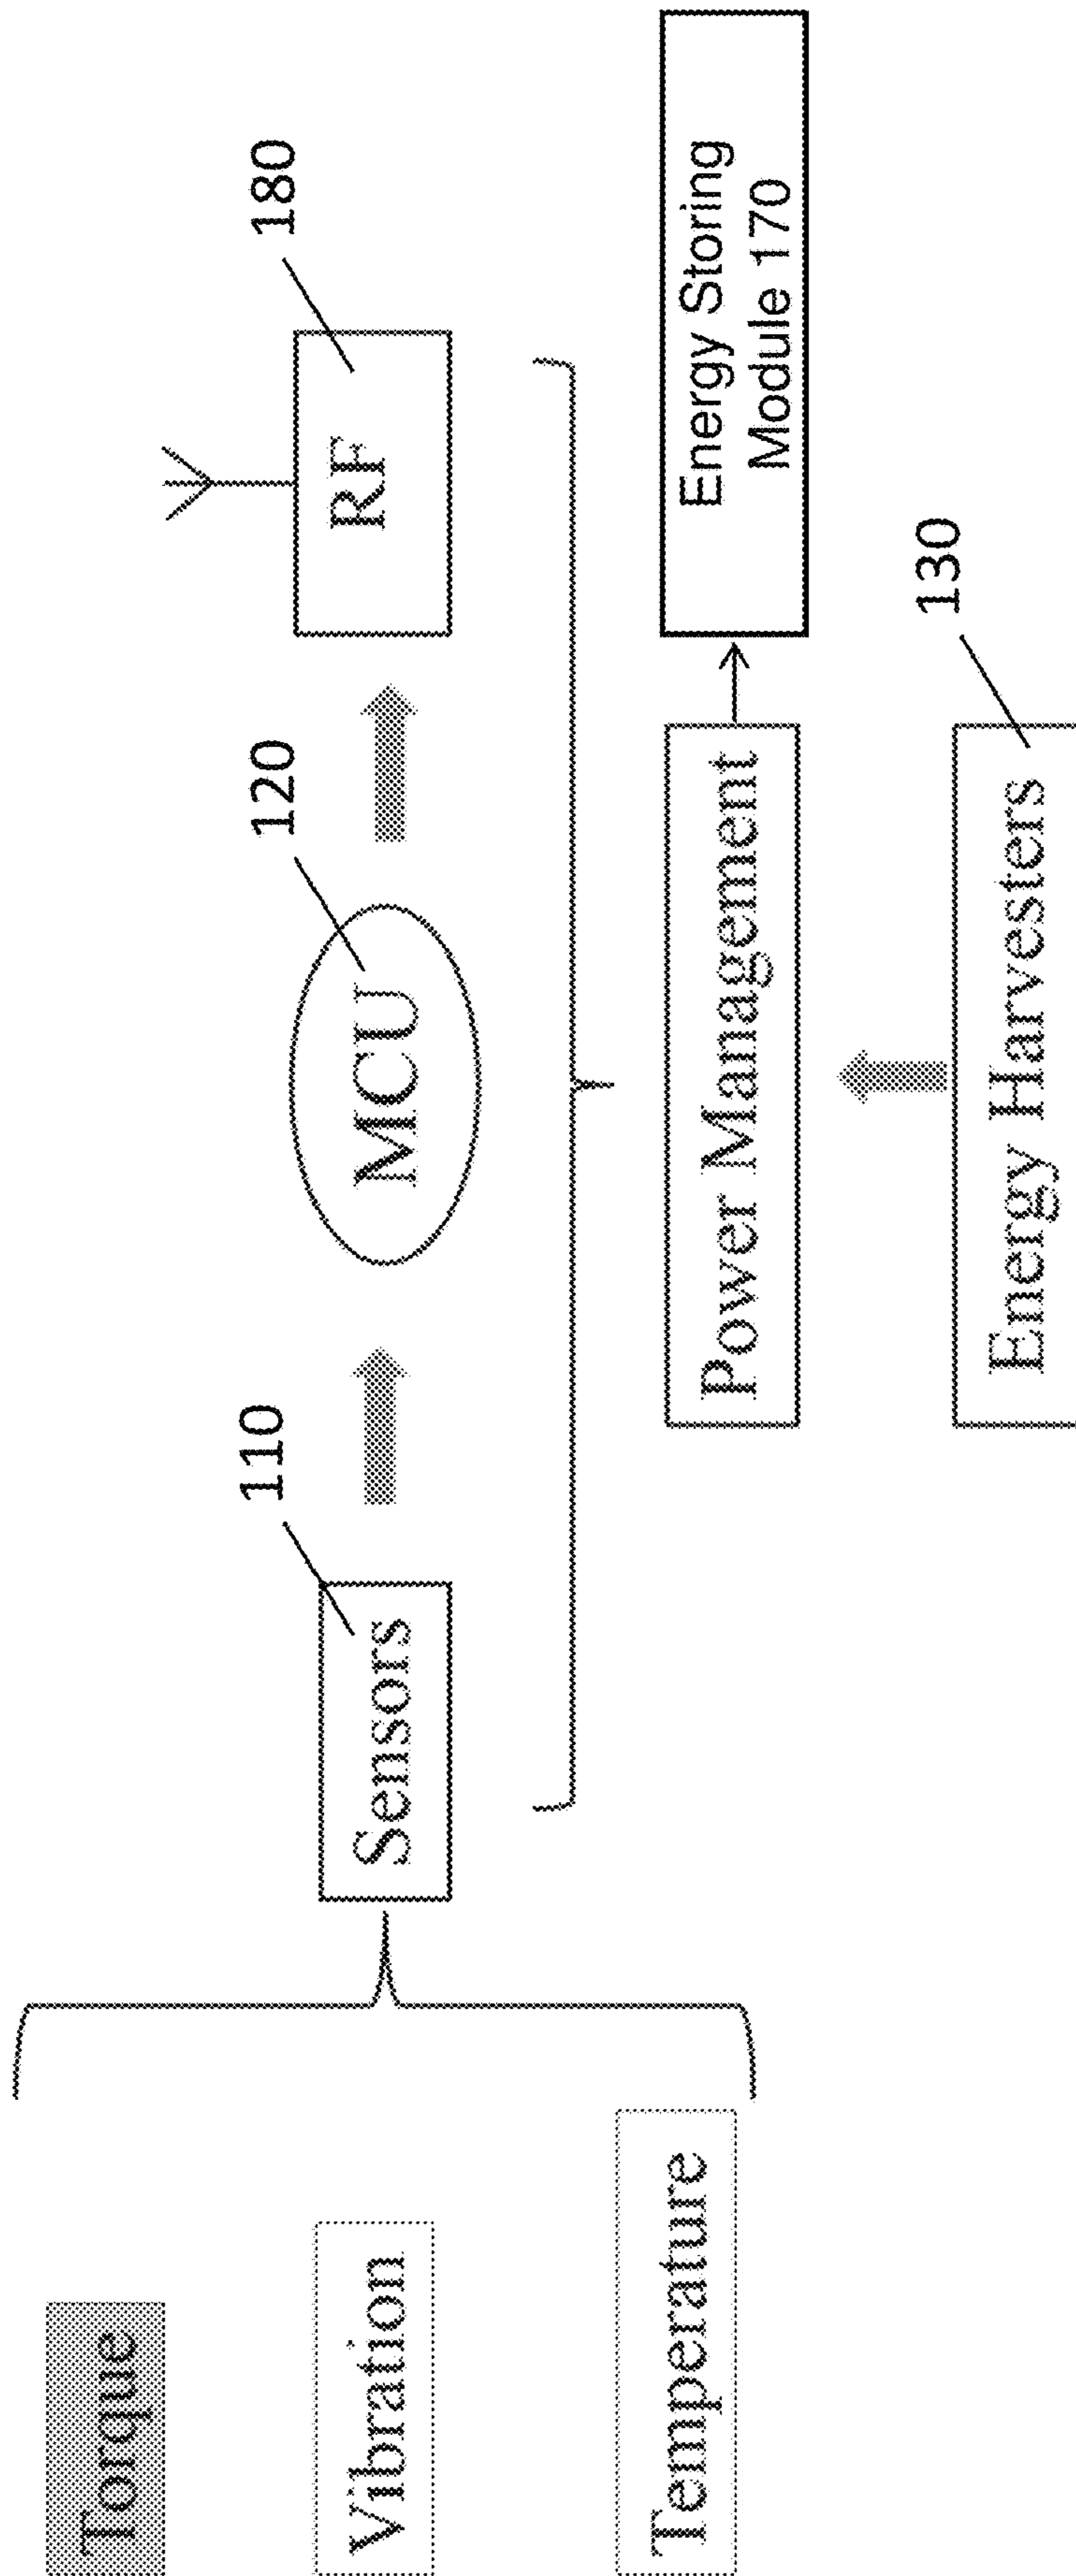 Torque
Vibration
Temperature
110
Sensors
120
MCU
180
RF
Power Management
Energy Storing
Module 170
130
Energy Harvesters